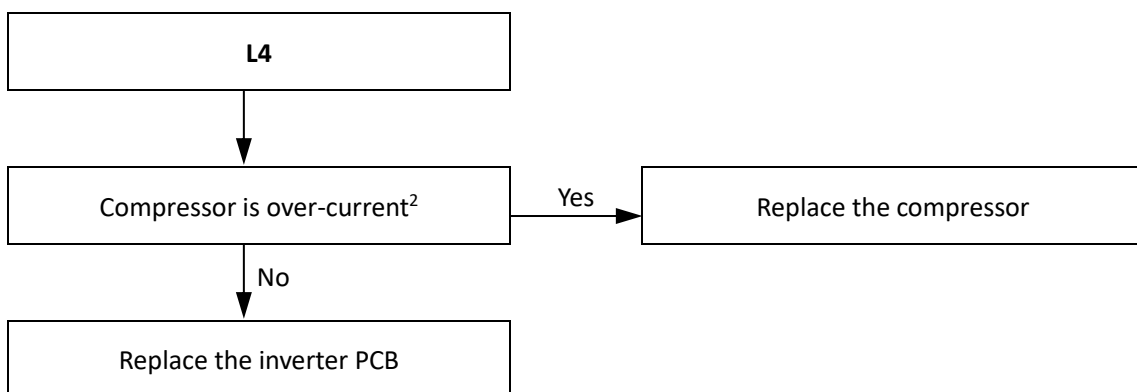 L4
Compressor is over-current²
Yes
Replace the compressor
No
Replace the inverter PCB